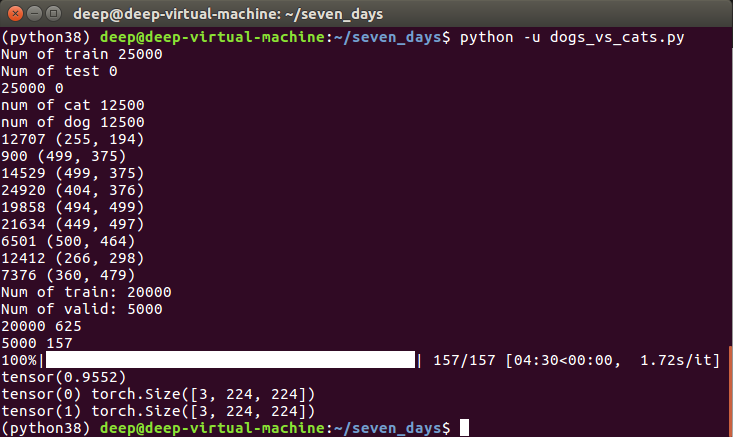 deep@deep-virtual-machine: ~/seven_days
(python38) deep@deep-virtual-machine:~/seven_days$ python -u dogs_vs_cats.py
Num of train 25000
Num of test 0
25000 0
num of cat 12500
num of dog 12500
12707 (255, 194)
900 (499, 375)
14529 (499, 375)
24920 (404, 376)
19858 (494, 499)
21634 (449, 497)
6501 (500, 464)
12412 (266, 298)
7376 (360, 479)
Num of train: 20000
Num of valid: 5000
20000 625
5000 157
100%|██████████| 157/157 [04:30<00:00,  1.72s/it]
tensor(0.9552)
tensor(0) torch.Size([3, 224, 224])
tensor(1) torch.Size([3, 224, 224])
(python38) deep@deep-virtual-machine:~/seven_days$